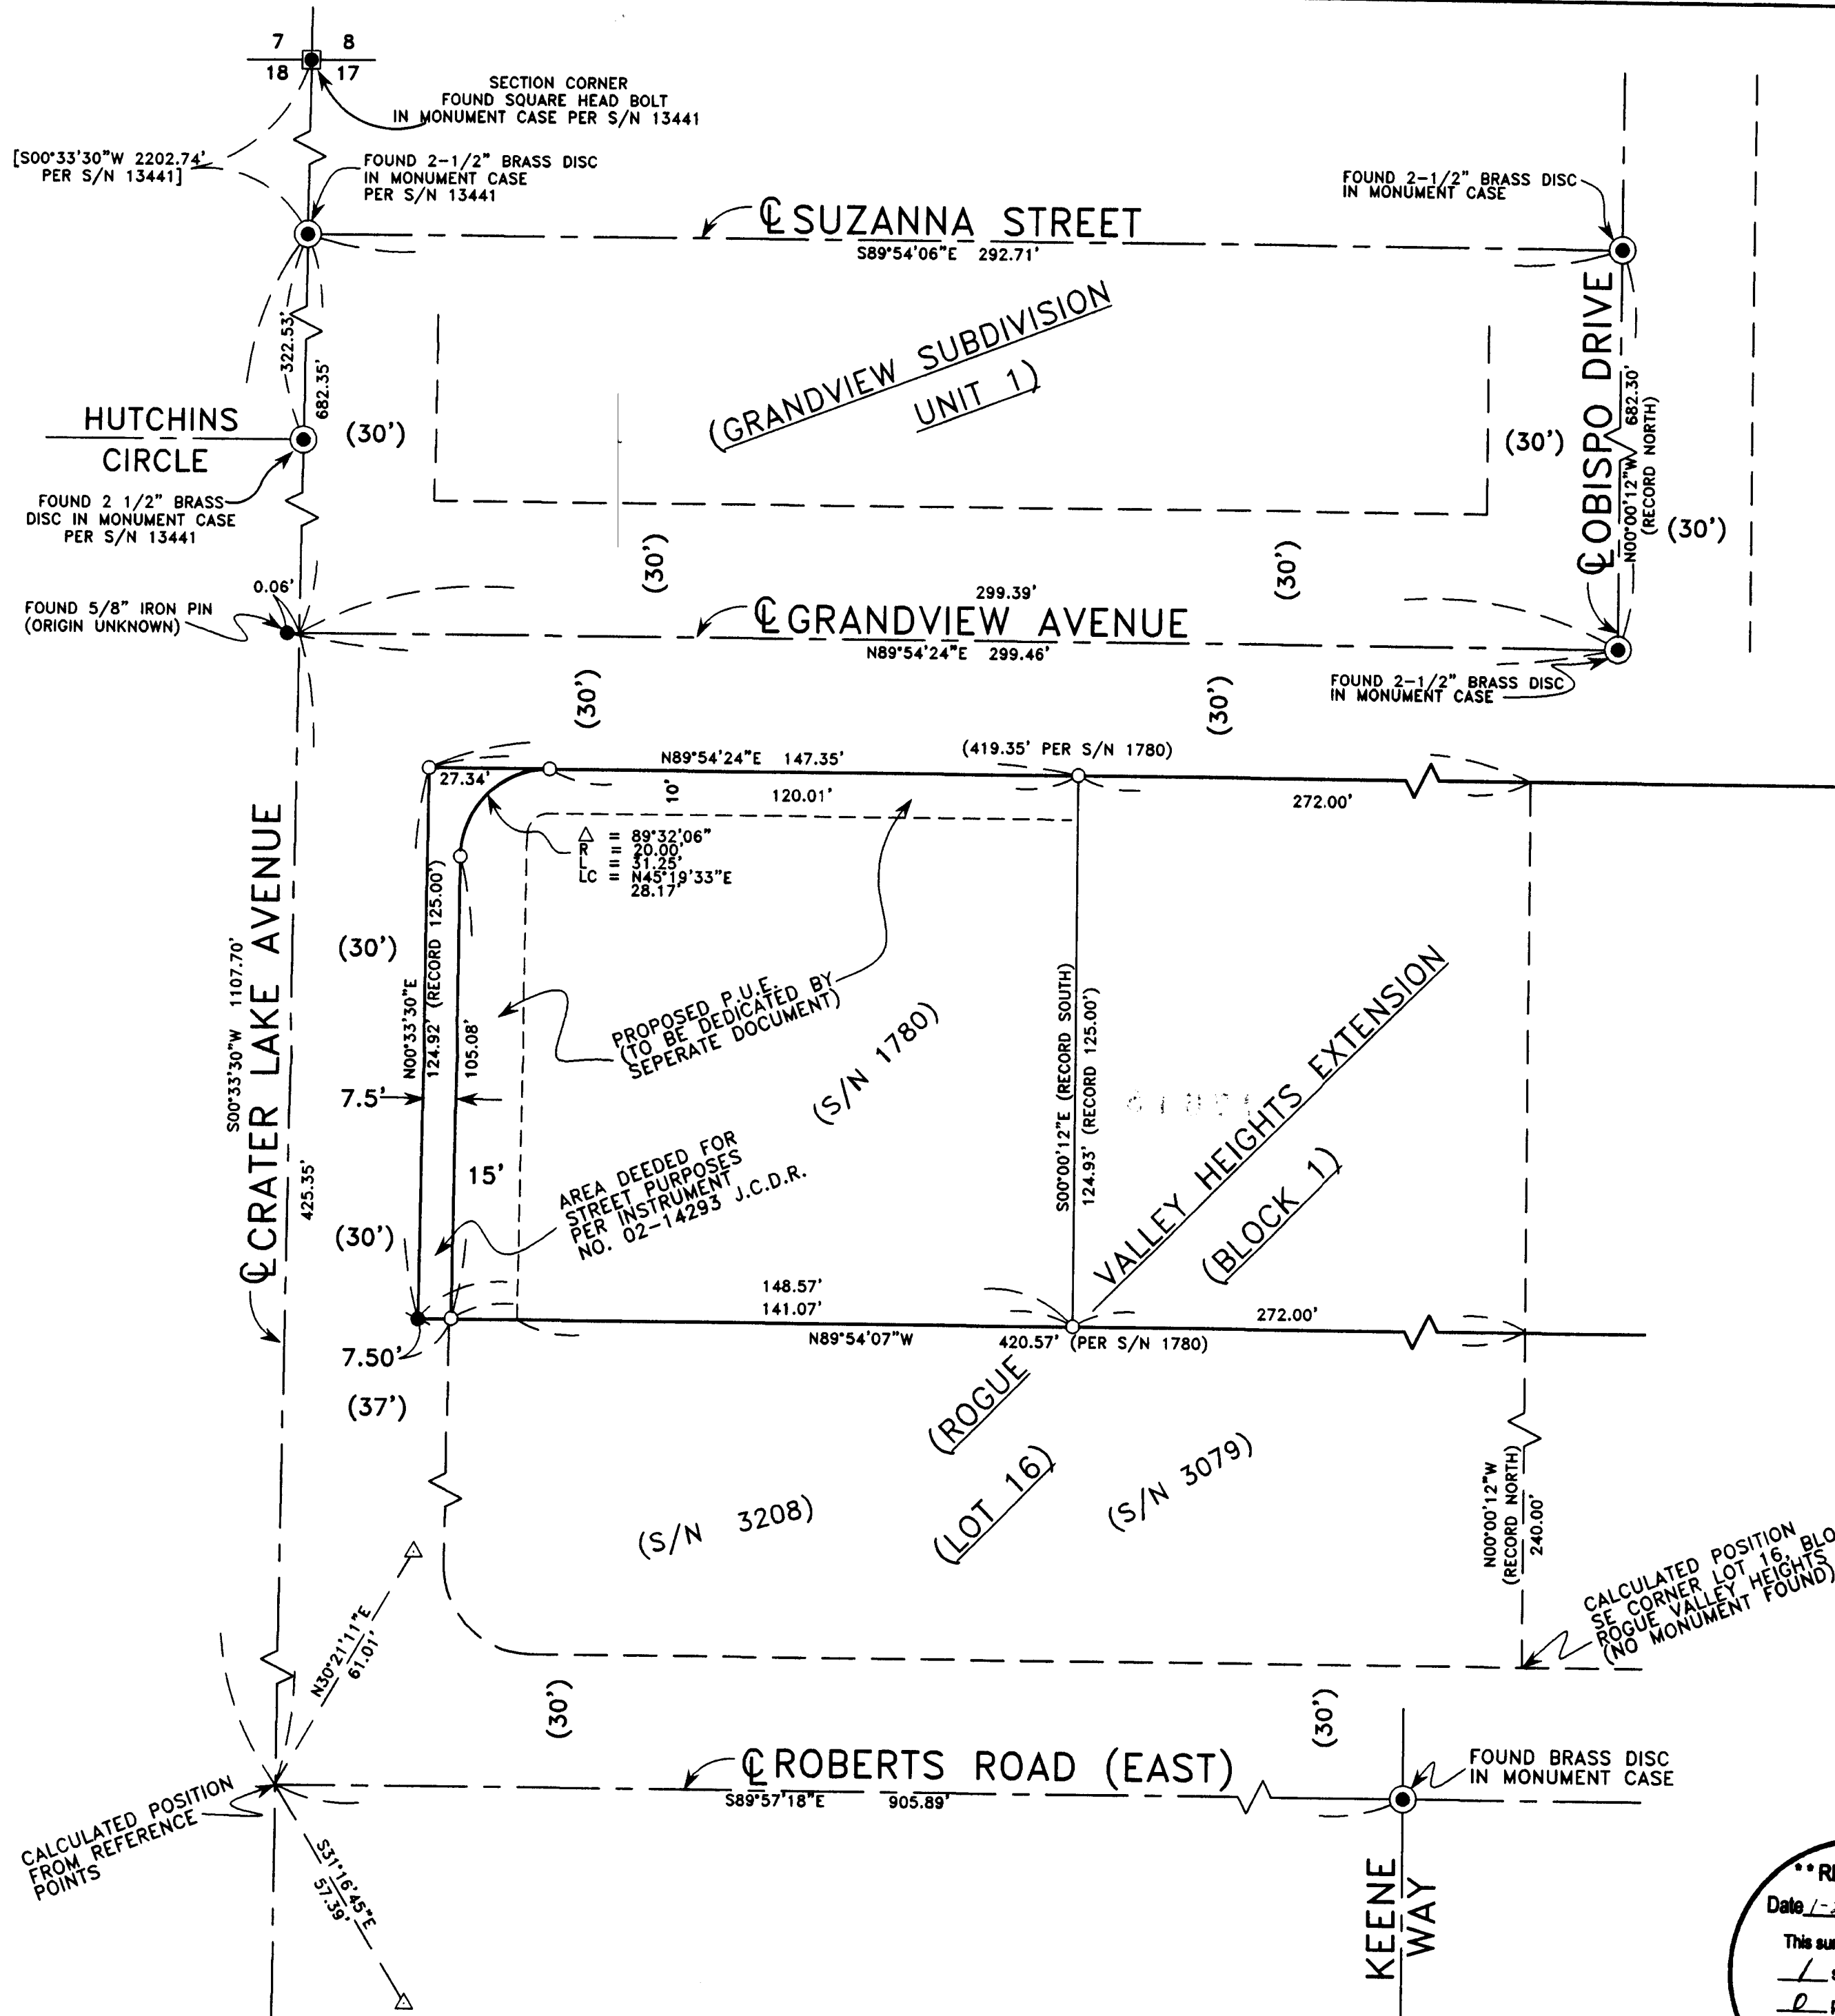 7 8
18 17
SECTION CORNER
FOUND SQUARE HEAD BOLT
IN MONUMENT CASE PER S/N 13441
[S00°33'30"W 2202.74'
PER S/N 13441]
FOUND 2-1/2" BRASS DISC
IN MONUMENT CASE
PER S/N 13441
FOUND 2-1/2" BRASS DISC
IN MONUMENT CASE
℄ SUZANNA STREET
S89°54'06"E 292.71'
(GRANDVIEW SUBDIVISION
UNIT 1)
322.53'
682.35'
HUTCHINS
CIRCLE
(30')
FOUND 2 1/2" BRASS
DISC IN MONUMENT CASE
PER S/N 13441
(30')
℄ OBISPO DRIVE
682.30'
N00°00'12"W
(RECORD NORTH)
(30')
(30')
(30')
0.06'
FOUND 5/8" IRON PIN
(ORIGIN UNKNOWN)
299.39'
℄ GRANDVIEW AVENUE
N89°54'24"E 299.46'
FOUND 2-1/2" BRASS DISC
IN MONUMENT CASE
(30')
(30')
N89°54'24"E 147.35'
(419.35' PER S/N 1780)
27.34'
10'
120.01'
272.00'
△ = 89°32'06"
R = 20.00'
L = 31.25'
LC = N45°19'33"E
28.17'
℄ CRATER LAKE AVENUE
S00°33'30"W 1107.70'
425.35'
(30')
N00°33'30"E
124.92' (RECORD 125.00')
105.08'
7.5'
15'
(30')
PROPOSED P.U.E.
(TO BE DEDICATED BY
SEPERATE DOCUMENT)
(S/N 1780)
AREA DEEDED FOR
STREET PURPOSES
PER INSTRUMENT
NO. 02-14293 J.C.D.R.
S00°00'12"E (RECORD SOUTH)
124.93' (RECORD 125.00')
VALLEY HEIGHTS EXTENSION
(BLOCK 1)
148.57'
141.07'
N89°54'07"W
420.57' (PER S/N 1780)
272.00'
7.50'
(37')
(ROGUE
(LOT 16)
(S/N 3208)
(S/N 3079)
N00°00'12"W
(RECORD NORTH)
240.00'
CALCULATED POSITION
SE CORNER LOT 16, BLO
ROGUE VALLEY HEIGHTS
(NO MONUMENT FOUND)
N30°21'11"E
61.01'
(30')
(30')
℄ ROBERTS ROAD (EAST)
S89°57'18"E 905.89'
FOUND BRASS DISC
IN MONUMENT CASE
CALCULATED POSITION
FROM REFERENCE
POINTS
S31°16'45"E
57.39'
KEENE
WAY
Date
This